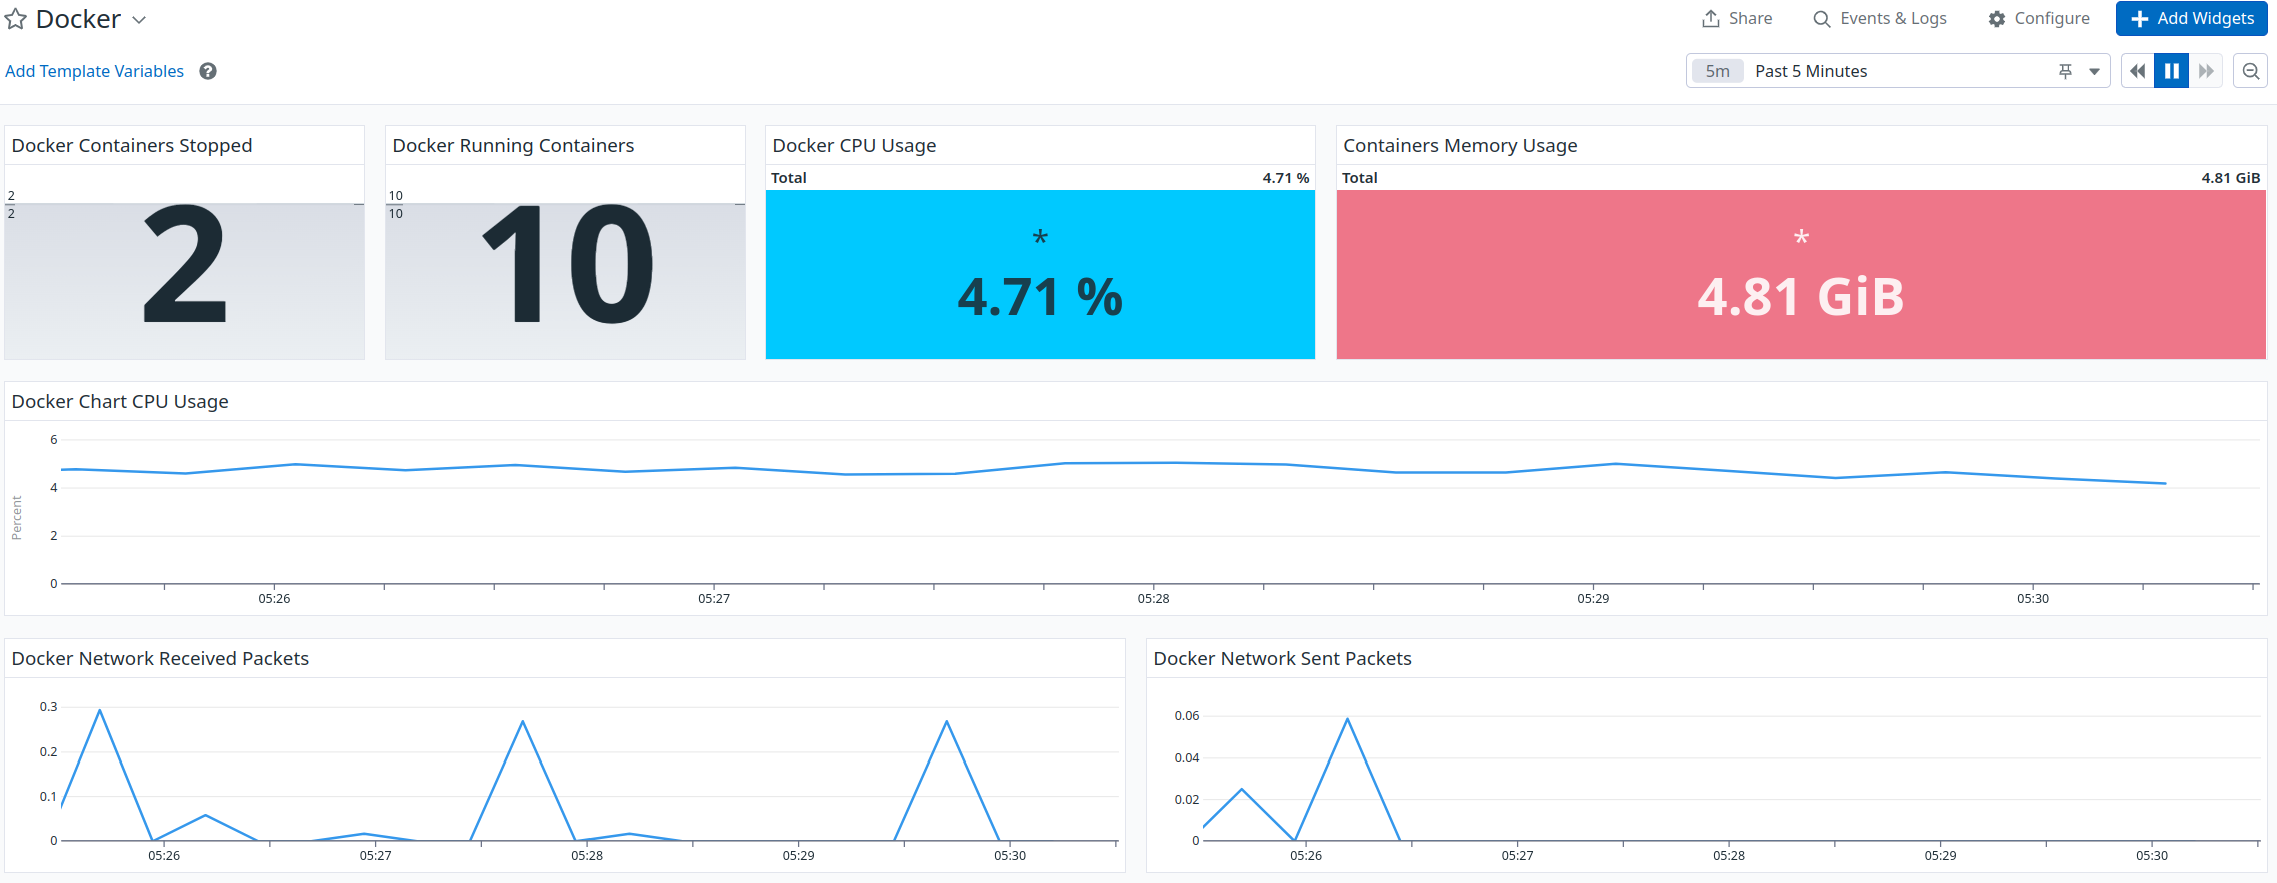 Docker
Share
Events & Logs
Configure
Add Widgets
Add Template Variables
?
5m Past 5 Minutes
Docker Containers Stopped
2
2
2
Docker Running Containers
10
10
10
Docker CPU Usage
Total 4.71 %
*
4.71 %
Containers Memory Usage
Total 4.81 GiB
*
4.81 GiB
Docker Chart CPU Usage
Percent
6
4
2
0
05:26 05:27 05:28 05:29 05:30
Docker Network Received Packets
0.3
0.2
0.1
0
05:26 05:27 05:28 05:29 05:30
Docker Network Sent Packets
0.06
0.04
0.02
0
05:26 05:27 05:28 05:29 05:30